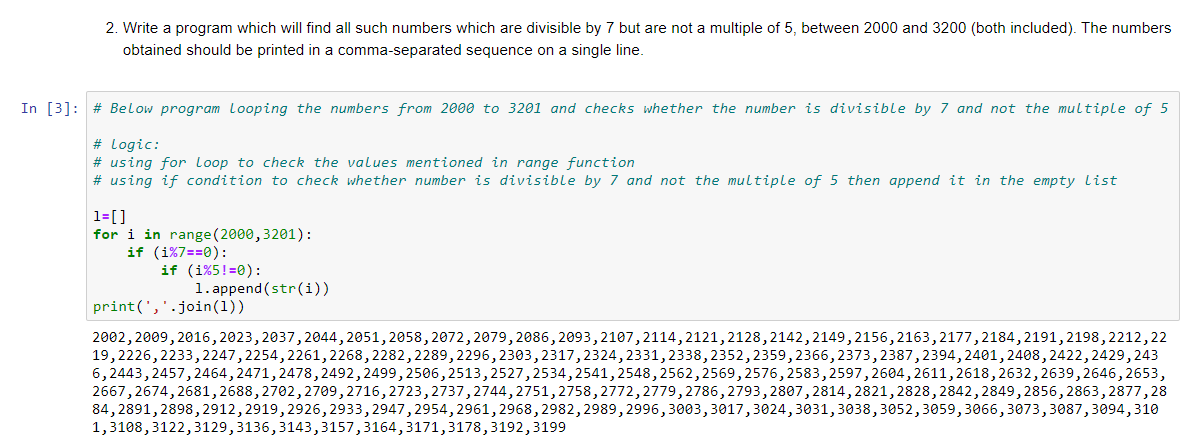 2. Write a program which will find all such numbers which are divisible by 7 but are not a multiple of 5, between 2000 and 3200 (both included). The numbers
obtained should be printed in a comma-separated sequence on a single line.
In [3]: # Below program looping the numbers from 2000 to 3201 and checks whether the number is divisible by 7 and not the multiple of 5
# logic:
# using for loop to check the values mentioned in range function
# using if condition to check whether number is divisible by 7 and not the multiple of 5 then append it in the empty list
l=[]
for i in range(2000,3201):
    if (i%7==0):
        if (i%5!=0):
            l.append(str(i))
print(','.join(l))
2002,2009,2016,2023,2037,2044,2051,2058,2072,2079,2086,2093,2107,2114,2121,2128,2142,2149,2156,2163,2177,2184,2191,2198,2212,22
19,2226,2233,2247,2254,2261,2268,2282,2289,2296,2303,2317,2324,2331,2338,2352,2359,2366,2373,2387,2394,2401,2408,2422,2429,243
6,2443,2457,2464,2471,2478,2492,2499,2506,2513,2527,2534,2541,2548,2562,2569,2576,2583,2597,2604,2611,2618,2632,2639,2646,2653,
2667,2674,2681,2688,2702,2709,2716,2723,2737,2744,2751,2758,2772,2779,2786,2793,2807,2814,2821,2828,2842,2849,2856,2863,2877,28
84,2891,2898,2912,2919,2926,2933,2947,2954,2961,2968,2982,2989,2996,3003,3017,3024,3031,3038,3052,3059,3066,3073,3087,3094,310
1,3108,3122,3129,3136,3143,3157,3164,3171,3178,3192,3199